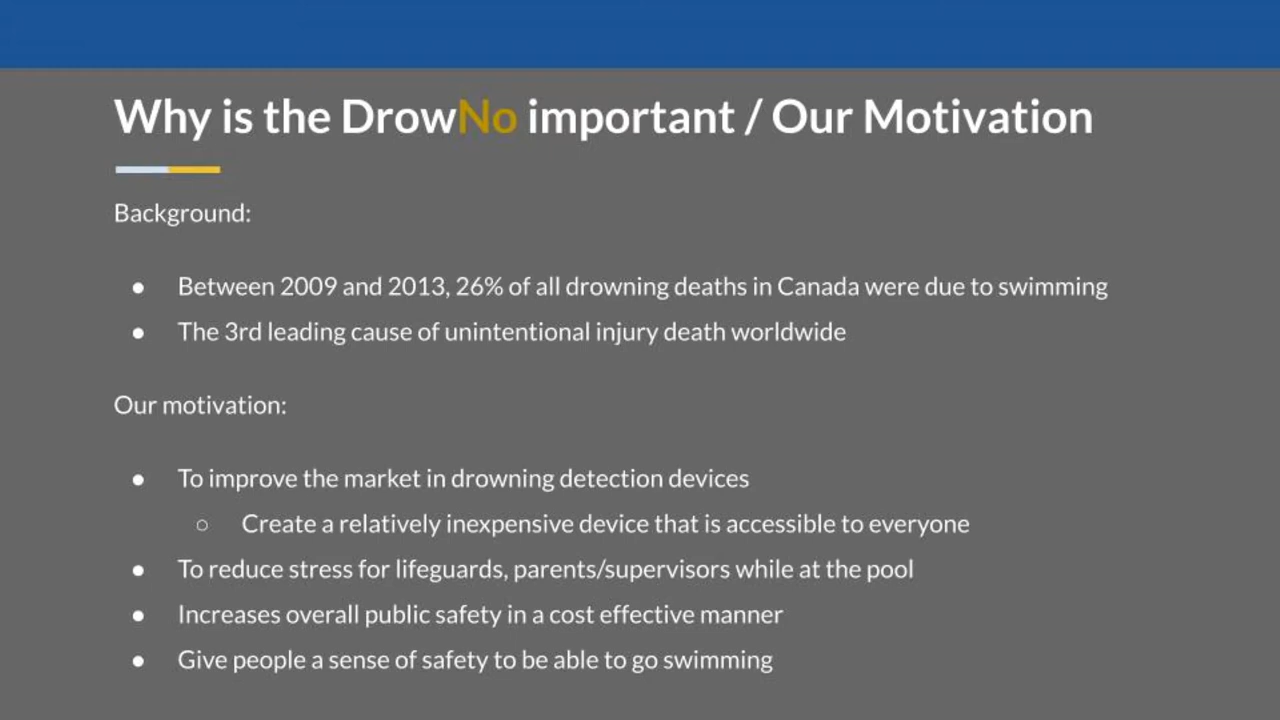 Why is the DrowNo important / Our Motivation
Background:
● Between 2009 and 2013, 26% of all drowning deaths in Canada were due to swimming
● The 3rd leading cause of unintentional injury death worldwide
Our motivation:
● To improve the market in drowning detection devices
○ Create a relatively inexpensive device that is accessible to everyone
● To reduce stress for lifeguards, parents/supervisors while at the pool
● Increases overall public safety in a cost effective manner
● Give people a sense of safety to be able to go swimming